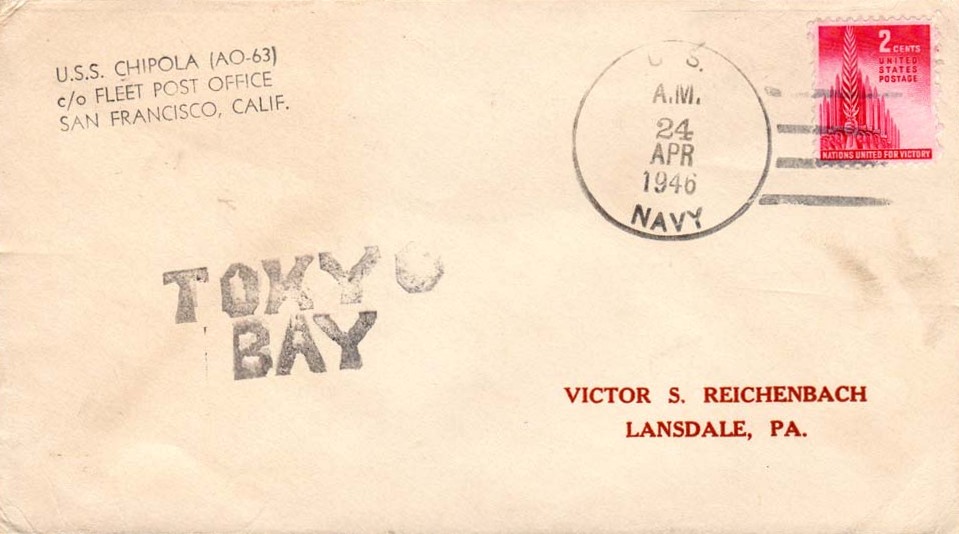 U.S.S. CHIPOLA (AO-63)
c/o FLEET POST OFFICE
SAN FRANCISCO, CALIF.
U. S.
A.M.
24
APR
1946
NAVY
2 CENTS
UNITED
STATES
POSTAGE
NATIONS UNITED FOR VICTORY
TOKYO
BAY
VICTOR S. REICHENBACH
LANSDALE, PA.